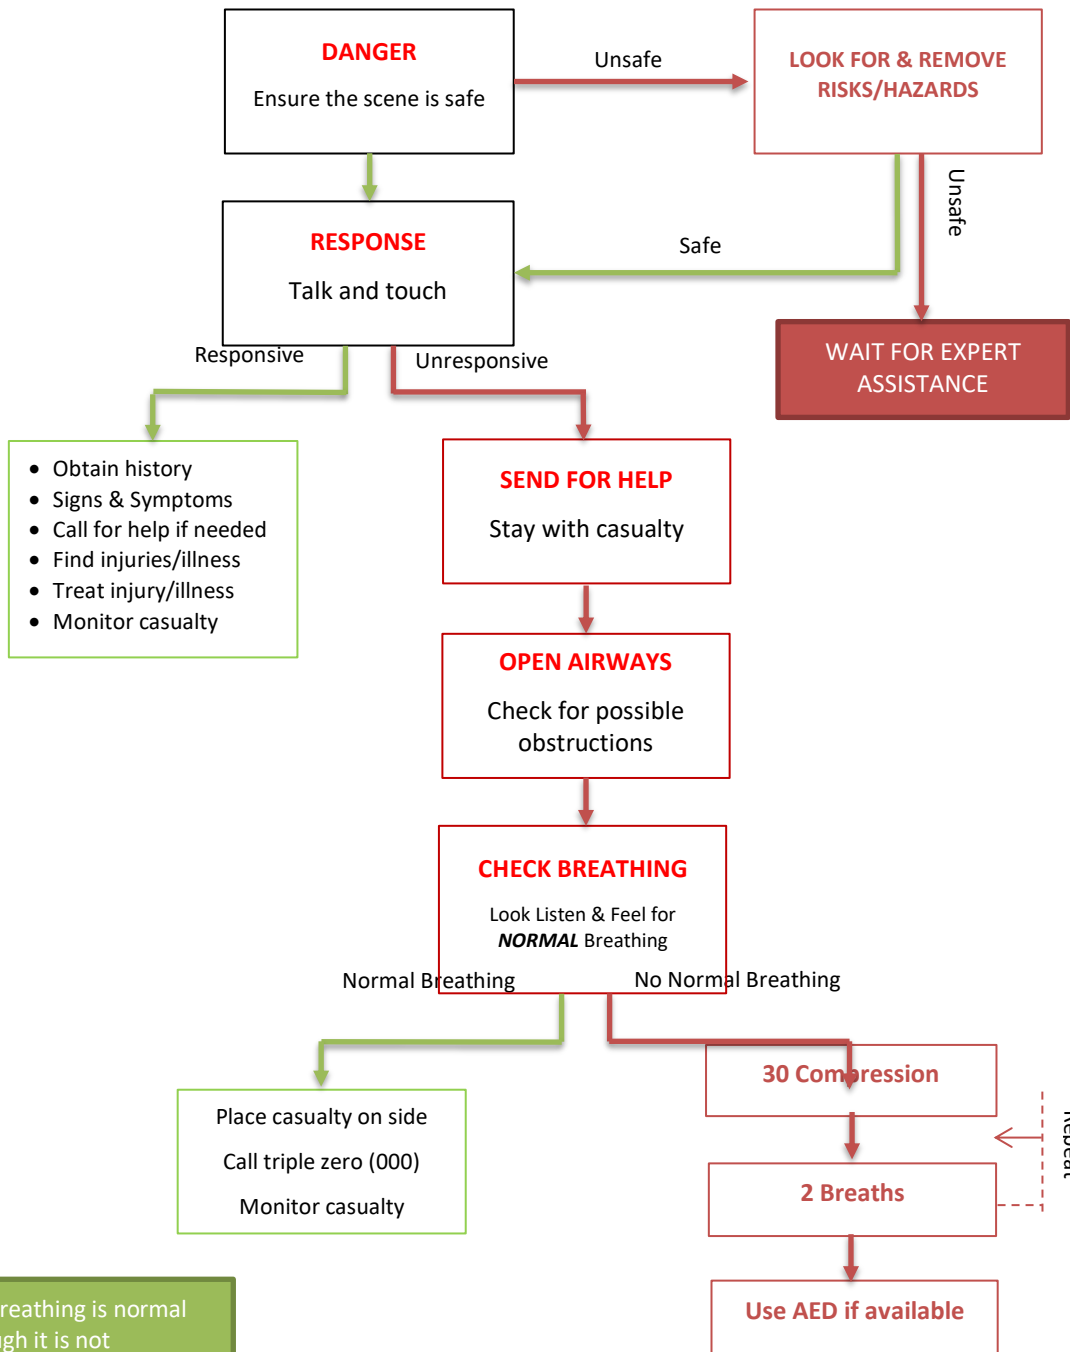 DANGER
Ensure the scene is safe
Unsafe
LOOK FOR & REMOVE
RISKS/HAZARDS
Unsafe
RESPONSE
Talk and touch
Safe
WAIT FOR EXPERT
ASSISTANCE
Responsive
Unresponsive
• Obtain history
• Signs & Symptoms
• Call for help if needed
• Find injuries/illness
• Treat injury/illness
• Monitor casualty
SEND FOR HELP
Stay with casualty
OPEN AIRWAYS
Check for possible
obstructions
CHECK BREATHING
Look Listen & Feel for
NORMAL Breathing
Normal Breathing
No Normal Breathing
Place casualty on side
Call triple zero (000)
Monitor casualty
30 Compression
Repeat
2 Breaths
Use AED if available
breathing is normal
it is not